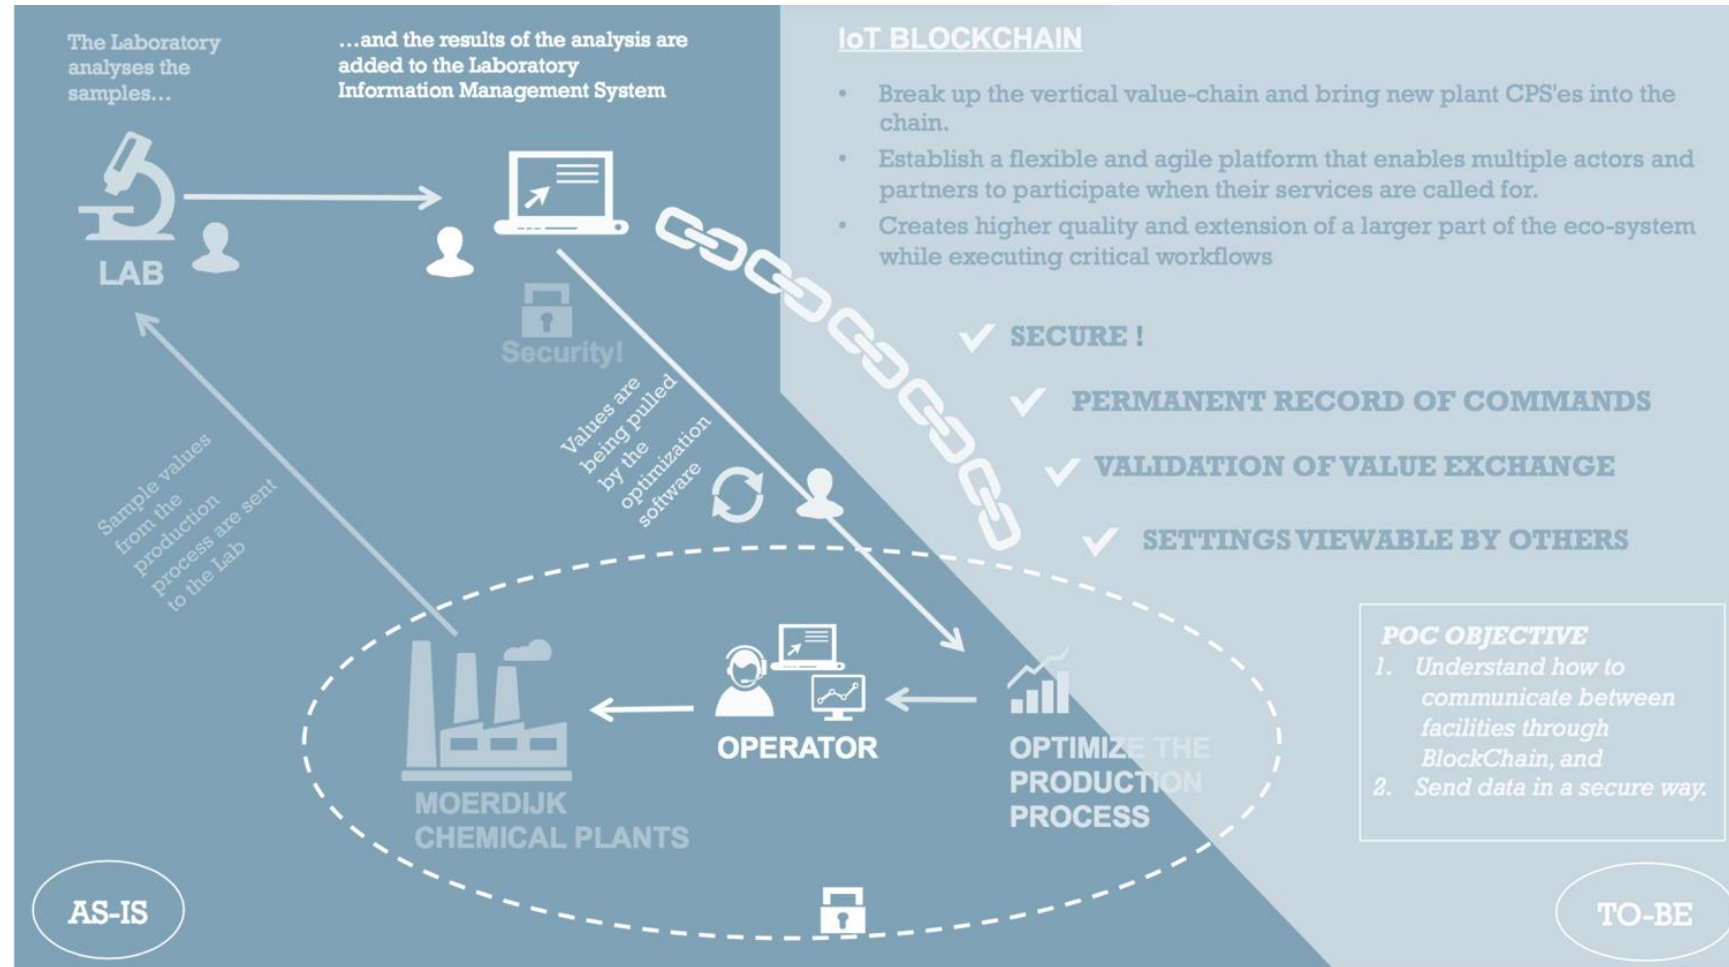 The Laboratory
analyses the
samples...
...and the results of the analysis are
added to the Laboratory
Information Management System
LAB
Security!
Values are
being pulled
by the
optimization
software
Sample values
from the
production
process are sent
to the Lab
OPERATOR
MOERDIJK
CHEMICAL PLANTS
OPTIMIZE THE
PRODUCTION
PROCESS
AS-IS
IoT BLOCKCHAIN
• Break up the vertical value-chain and bring new plant CPS'es into the
chain.
• Establish a flexible and agile platform that enables multiple actors and
partners to participate when their services are called for.
• Creates higher quality and extension of a larger part of the eco-system
while executing critical workflows
SECURE !
PERMANENT RECORD OF COMMANDS
VALIDATION OF VALUE EXCHANGE
SETTINGS VIEWABLE BY OTHERS
POC OBJECTIVE
1. Understand how to
communicate between
facilities through
BlockChain, and
2. Send data in a secure way.
TO-BE